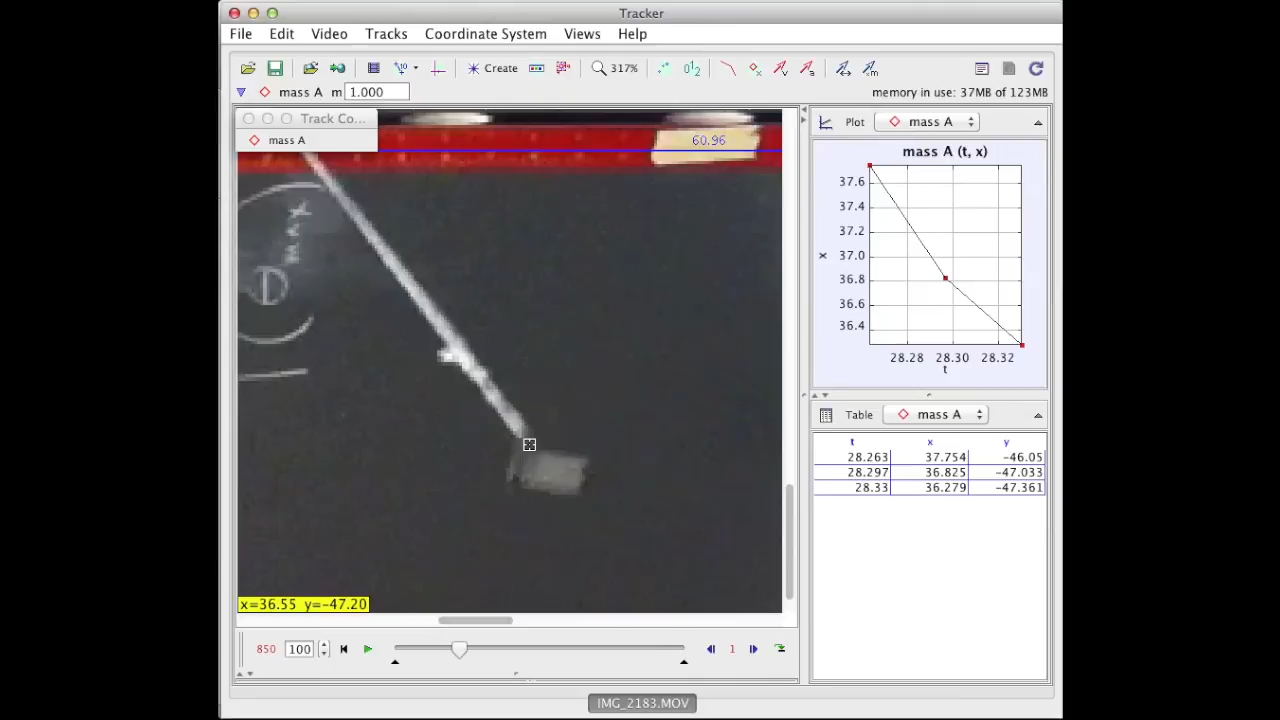 Tracker
File Edit Video Tracks Coordinate System Views Help
Create 317%
mass A m 1.000 memory in use: 37MB of 123MB
Track Co...
mass A
60.96
θ max
x=36.55 y=-47.20
850 100 1
Plot mass A
mass A (t, x)
37.6
37.4
37.2
37.0
x
36.8
36.6
36.4
28.28 28.30 28.32
t
Table mass A
t x y
28.263 37.754 -46.05
28.297 36.825 -47.033
28.33 36.279 -47.361
IMG_2183.MOV